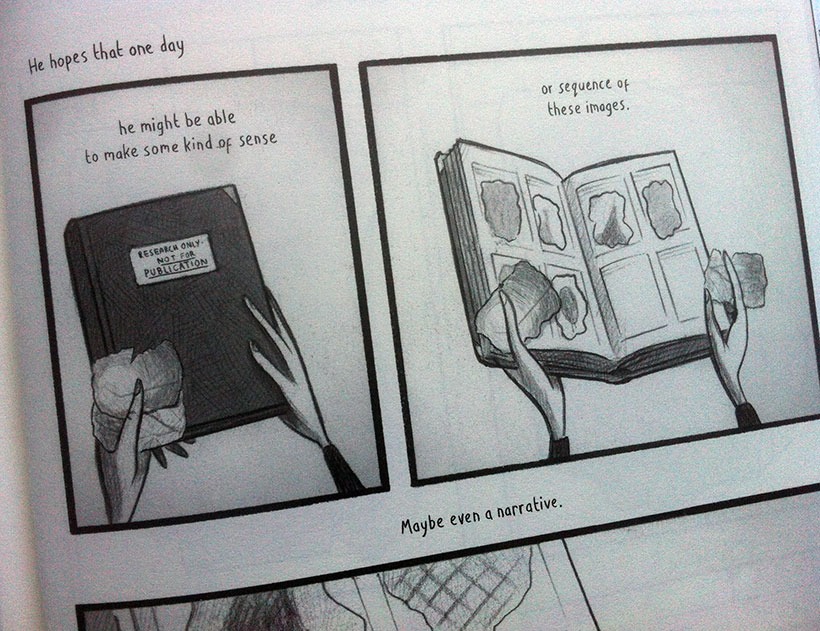 He hopes that one day
he might be able
to make some kind of sense
RESEARCH ONLY.
NOT FOR
PUBLICATION
or sequence of
these images.
Maybe even a narrative.